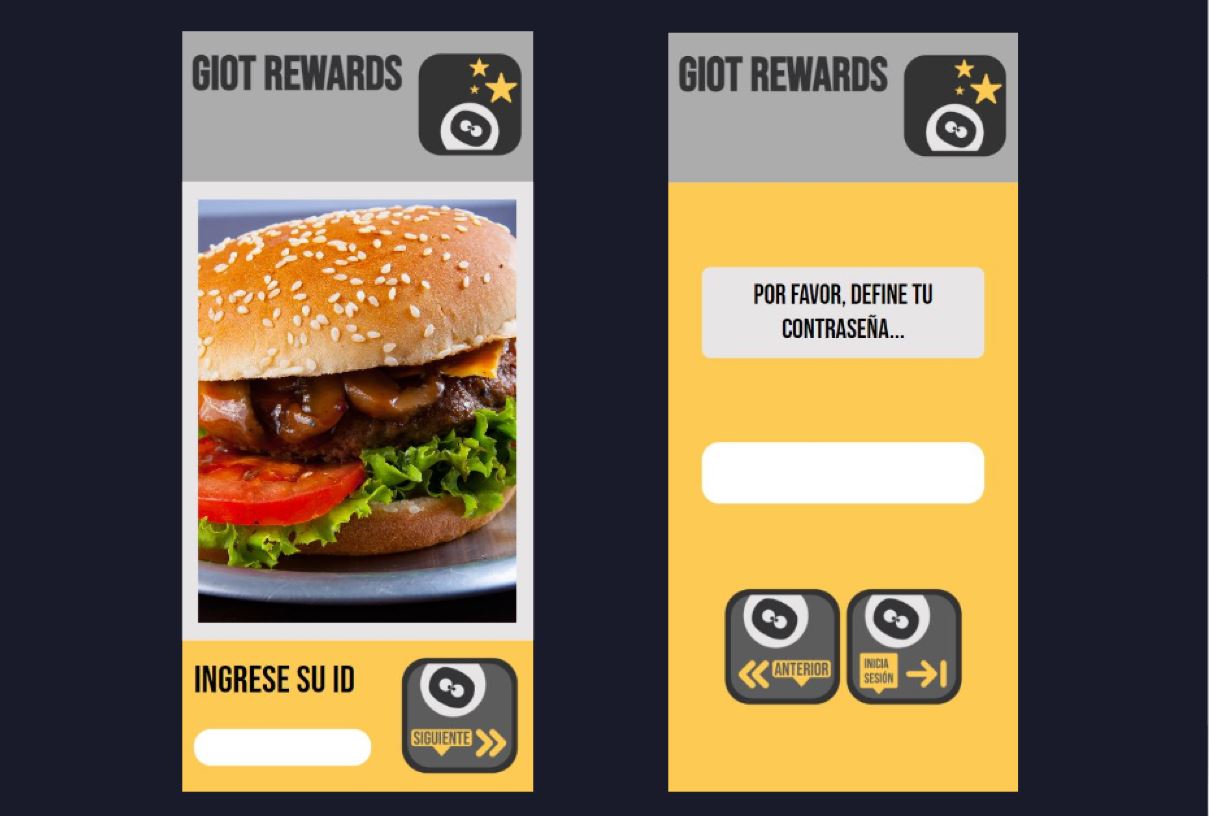 GIOT REWARDS
INGRESE SU ID
SIGUIENTE
GIOT REWARDS
POR FAVOR, DEFINE TU
CONTRASEÑA...
ANTERIOR
INICIA
SESIÓN